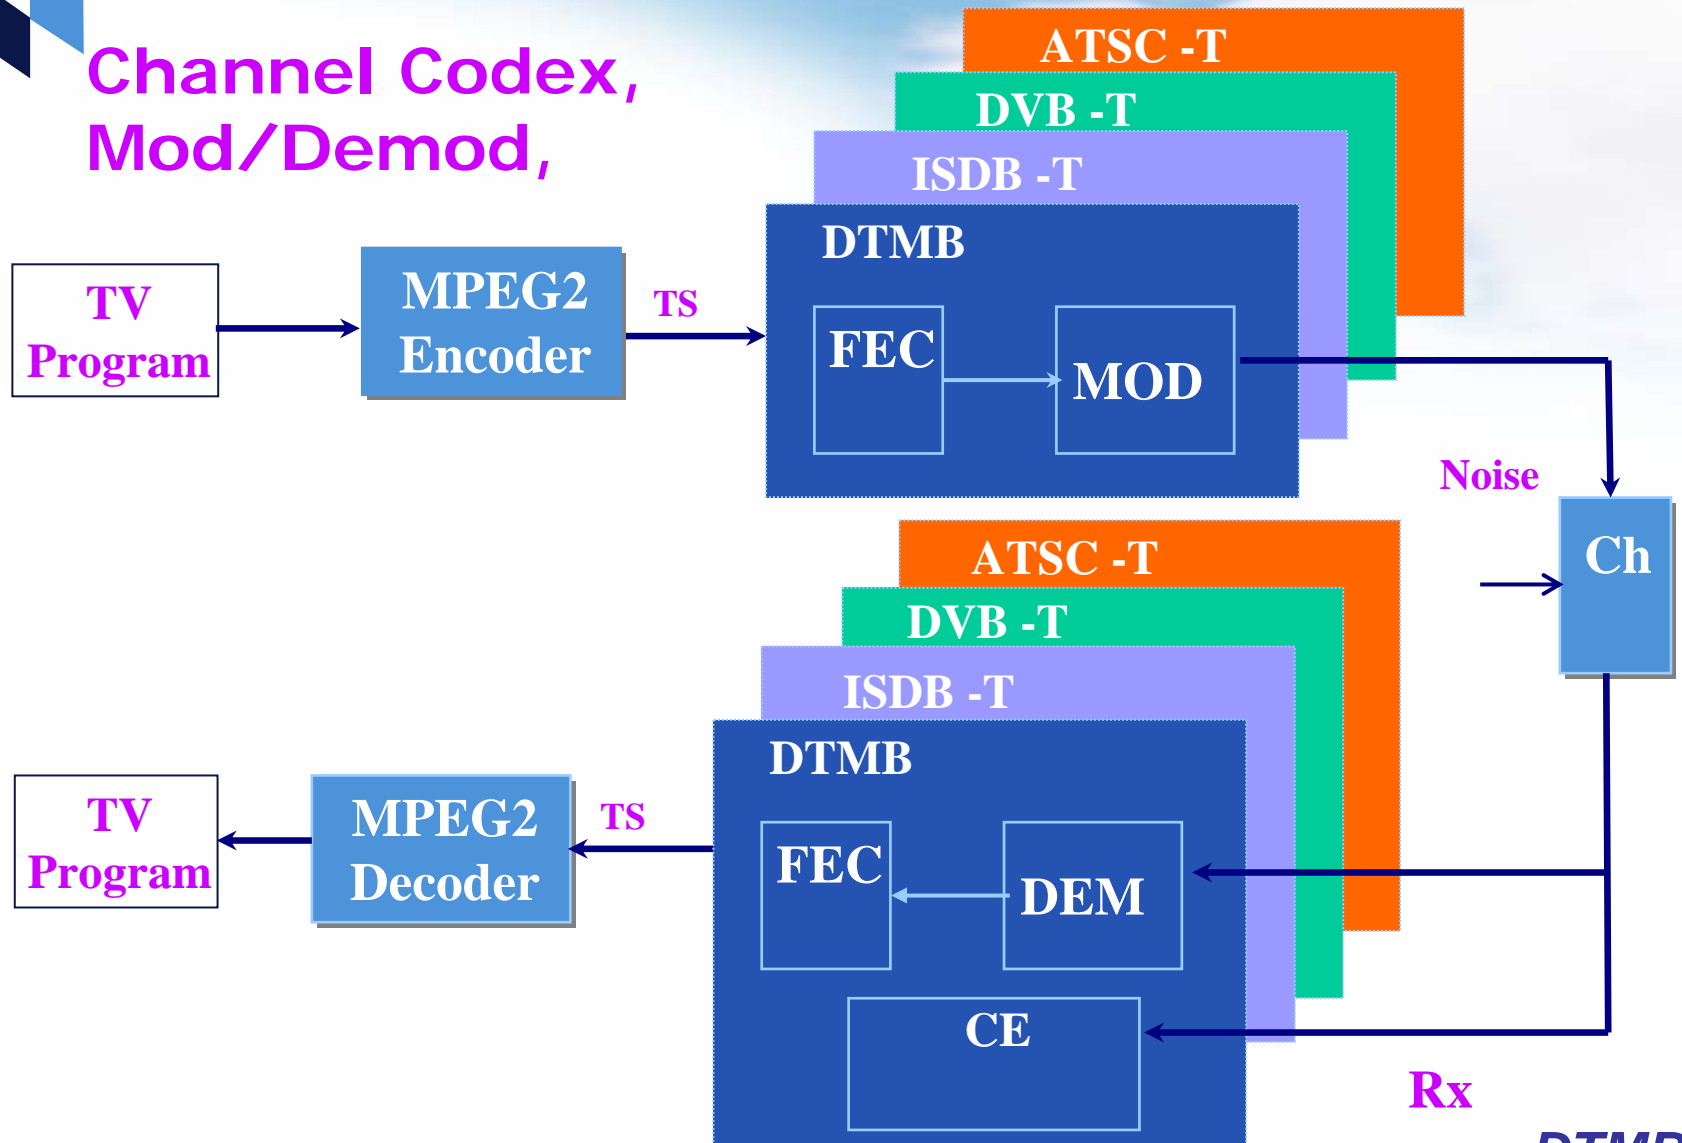 Channel Codex,
Mod/Demod,
ATSC -T
DVB -T
ISDB -T
DTMB
TV
Program
MPEG2
Encoder
TS
FEC
MOD
Noise
Ch
ATSC -T
DVB -T
ISDB -T
DTMB
TV
Program
MPEG2
Decoder
TS
FEC
DEM
CE
Rx
DTMB